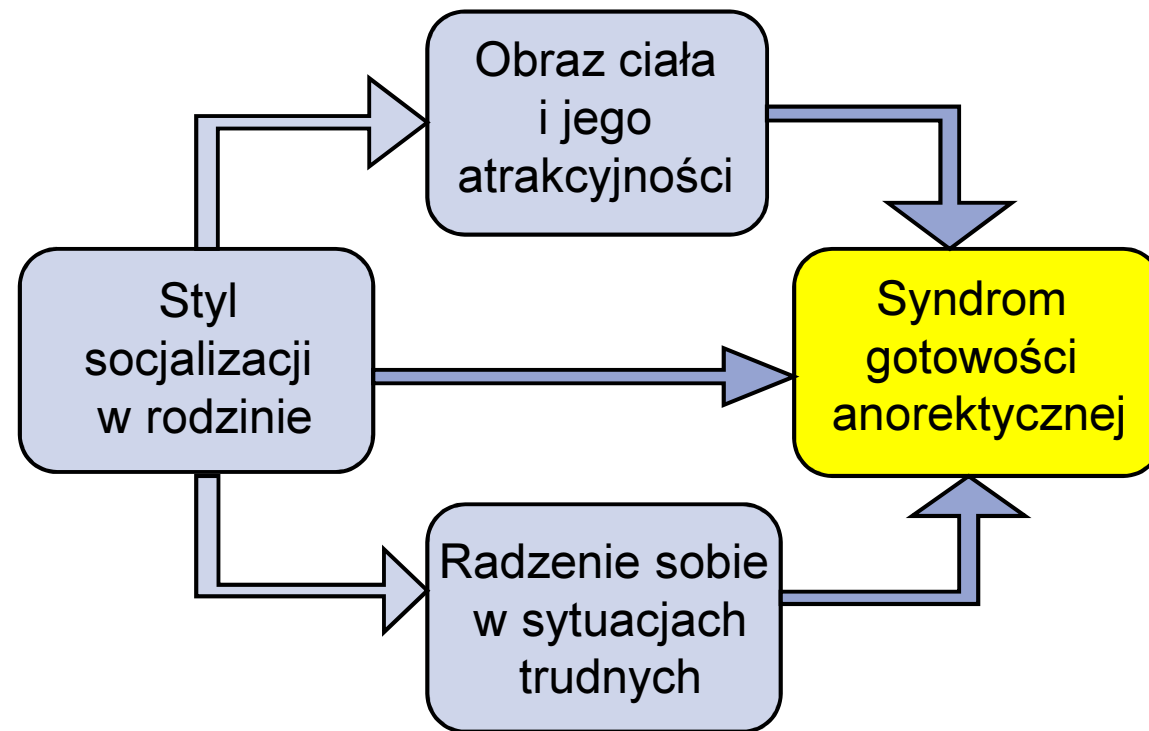 Obraz ciała
i jego
atrakcyjności
Styl
socjalizacji
w rodzinie
Syndrom
gotowości
anorektycznej
Radzenie sobie
w sytuacjach
trudnych